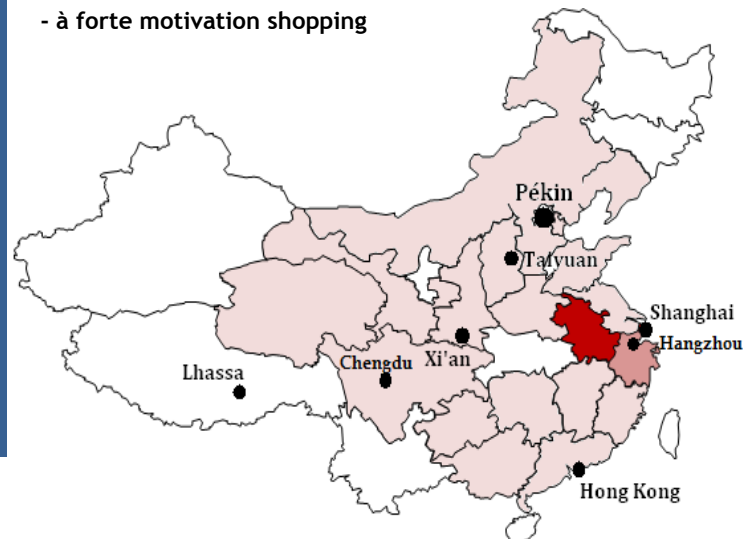 - à forte motivation shopping
Pékin
Taiyuan
Shanghai
Hangzhou
Chengdu
Xi'an
Lhassa
Hong Kong